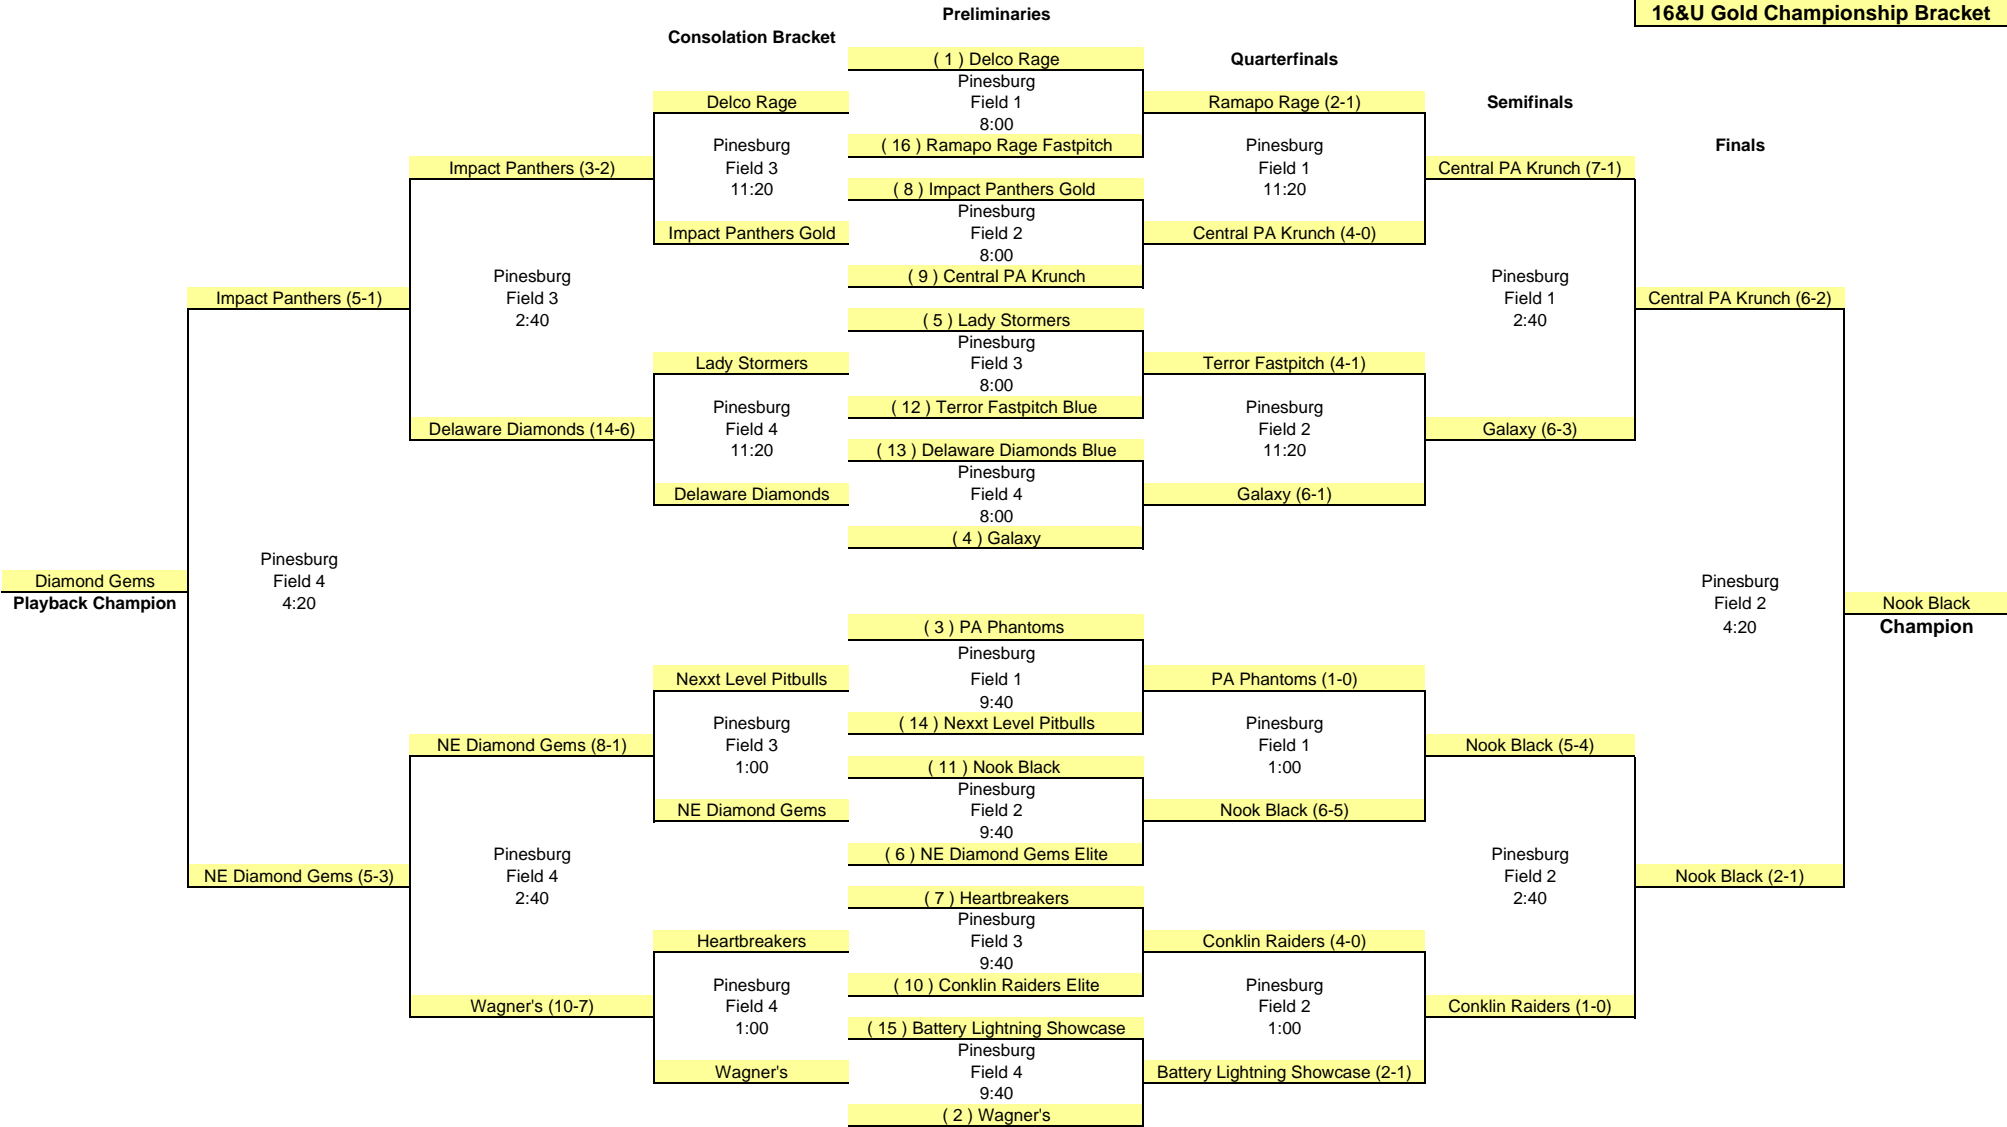 Preliminaries
16&U Gold Championship Bracket
Consolation Bracket
( 1 ) Delco Rage
Quarterfinals
Pinesburg
Delco Rage
Field 1
Ramapo Rage (2-1)
Semifinals
8:00
Pinesburg
( 16 ) Ramapo Rage Fastpitch
Pinesburg
Finals
Impact Panthers (3-2)
Field 3
Field 1
Central PA Krunch (7-1)
11:20
( 8 ) Impact Panthers Gold
11:20
Pinesburg
Impact Panthers Gold
Field 2
Central PA Krunch (4-0)
8:00
Pinesburg
( 9 ) Central PA Krunch
Pinesburg
Impact Panthers (5-1)
Field 3
Field 1
Central PA Krunch (6-2)
2:40
( 5 ) Lady Stormers
2:40
Pinesburg
Lady Stormers
Field 3
Terror Fastpitch (4-1)
8:00
Pinesburg
( 12 ) Terror Fastpitch Blue
Pinesburg
Delaware Diamonds (14-6)
Field 4
Field 2
Galaxy (6-3)
11:20
( 13 ) Delaware Diamonds Blue
11:20
Pinesburg
Delaware Diamonds
Field 4
Galaxy (6-1)
8:00
( 4 ) Galaxy
Pinesburg
Diamond Gems
Field 4
Pinesburg
Playback Champion
4:20
Field 2
Nook Black
( 3 ) PA Phantoms
4:20
Champion
Pinesburg
Nexxt Level Pitbulls
Field 1
PA Phantoms (1-0)
9:40
Pinesburg
( 14 ) Nexxt Level Pitbulls
Pinesburg
NE Diamond Gems (8-1)
Field 3
Field 1
Nook Black (5-4)
1:00
( 11 ) Nook Black
1:00
Pinesburg
NE Diamond Gems
Field 2
Nook Black (6-5)
9:40
Pinesburg
( 6 ) NE Diamond Gems Elite
Pinesburg
NE Diamond Gems (5-3)
Field 4
Field 2
Nook Black (2-1)
2:40
( 7 ) Heartbreakers
2:40
Pinesburg
Heartbreakers
Field 3
Conklin Raiders (4-0)
9:40
Pinesburg
( 10 ) Conklin Raiders Elite
Pinesburg
Wagner's (10-7)
Field 4
Field 2
Conklin Raiders (1-0)
1:00
( 15 ) Battery Lightning Showcase
1:00
Pinesburg
Wagner's
Field 4
Battery Lightning Showcase (2-1)
9:40
( 2 ) Wagner's